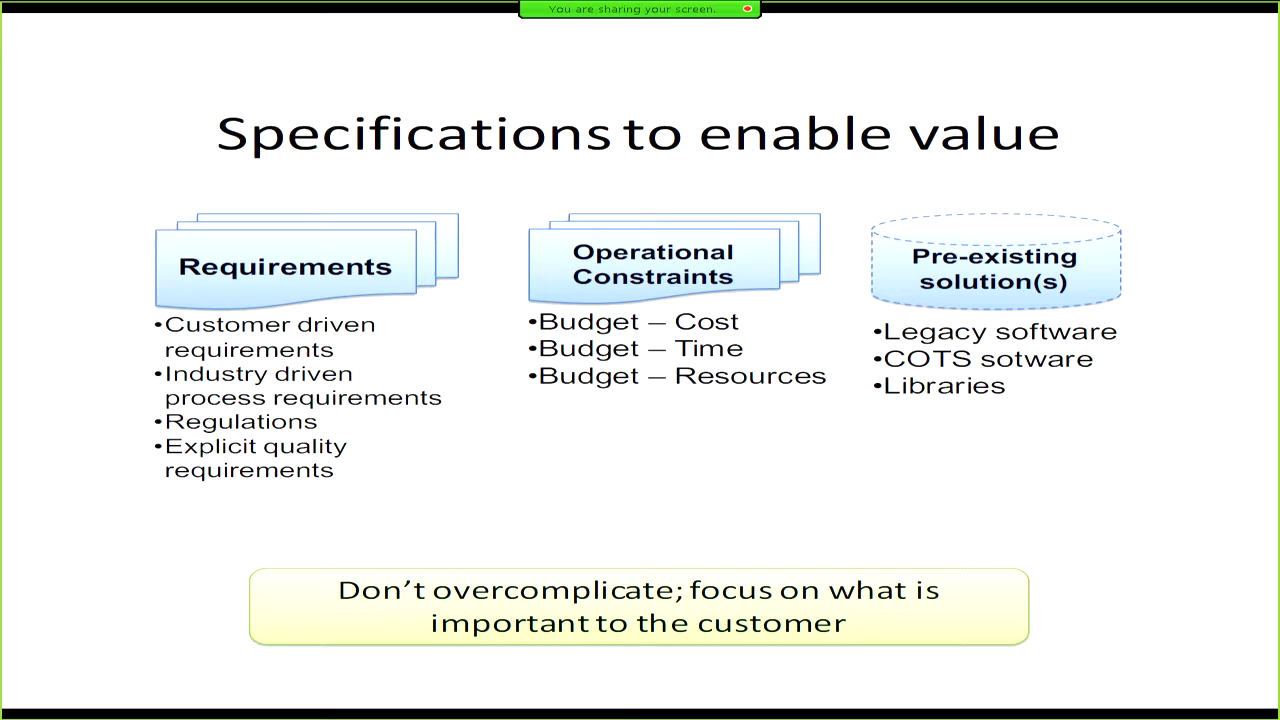 You are sharing your screen.
Specifications to enable value
Requirements
•Customer driven
requirements
•Industry driven
process requirements
•Regulations
•Explicit quality
requirements
Operational
Constraints
•Budget – Cost
•Budget – Time
•Budget – Resources
Pre-existing
solution(s)
•Legacy software
•COTS sotware
•Libraries
Don’t overcomplicate; focus on what is
important to the customer